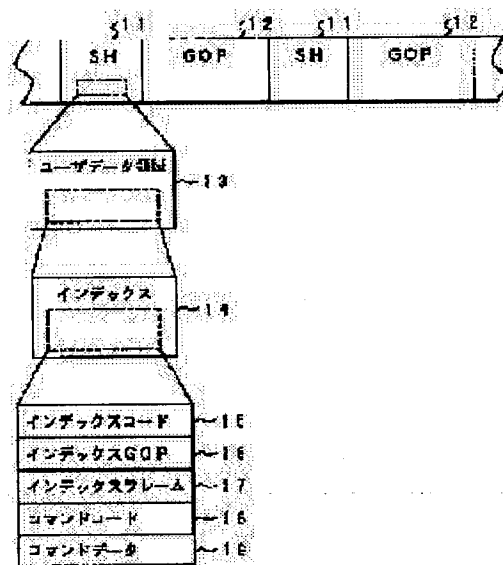 11 12 11 12
SH GOP SH GOP
ユーザデータ領域
13
インデックス
14
インデックスコード 15
インデックスGOP 16
インデックスフレーム 17
コマンドコード 18
コマンドデータ 19